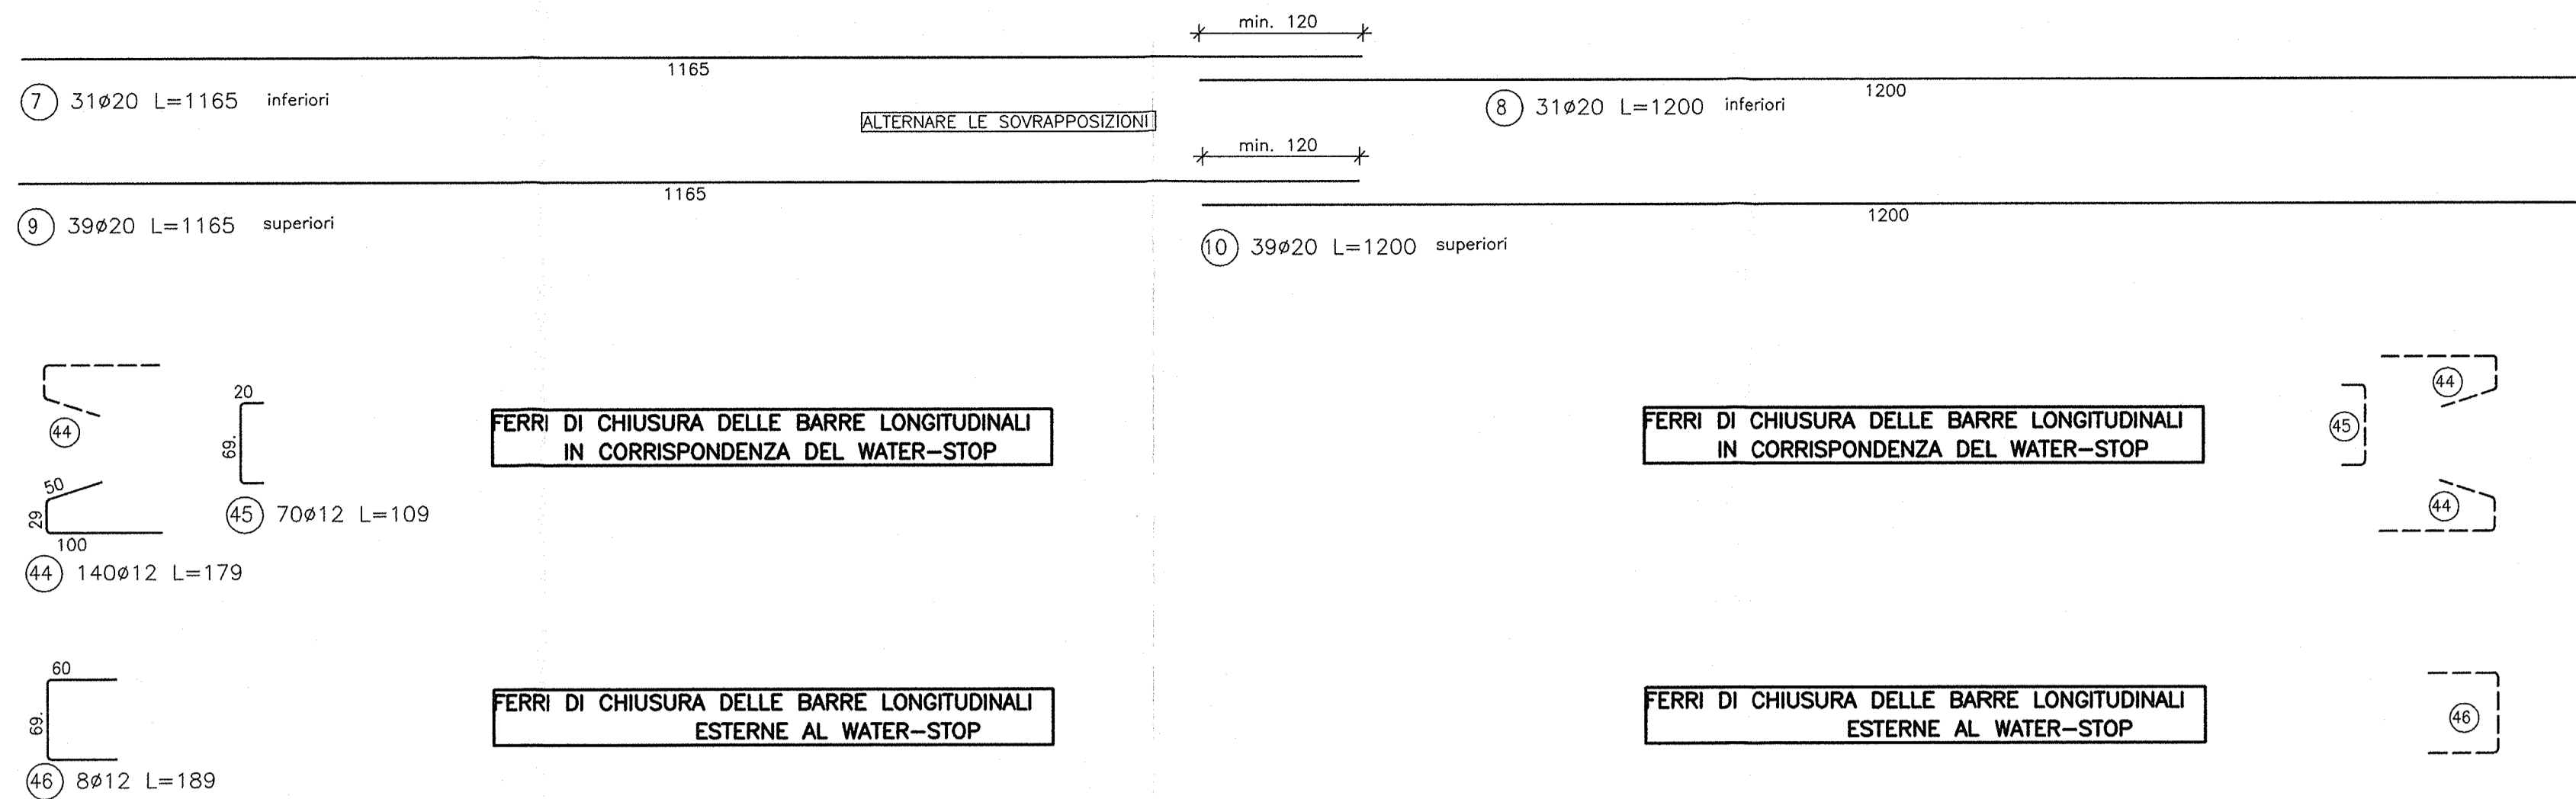 min. 120
1165
1200
7 31ø20 L=1165 inferiori
8 31ø20 L=1200 inferiori
ALTERNARE LE SOVRAPPOSIZIONI
min. 120
1165
1200
9 39ø20 L=1165 superiori
10 39ø20 L=1200 superiori
44
20
69.
45 70ø12 L=109
50
29
100
44 140ø12 L=179
FERRI DI CHIUSURA DELLE BARRE LONGITUDINALI
IN CORRISPONDENZA DEL WATER-STOP
FERRI DI CHIUSURA DELLE BARRE LONGITUDINALI
IN CORRISPONDENZA DEL WATER-STOP
45
44
44
60
69.
46 8ø12 L=189
FERRI DI CHIUSURA DELLE BARRE LONGITUDINALI
ESTERNE AL WATER-STOP
FERRI DI CHIUSURA DELLE BARRE LONGITUDINALI
ESTERNE AL WATER-STOP
46